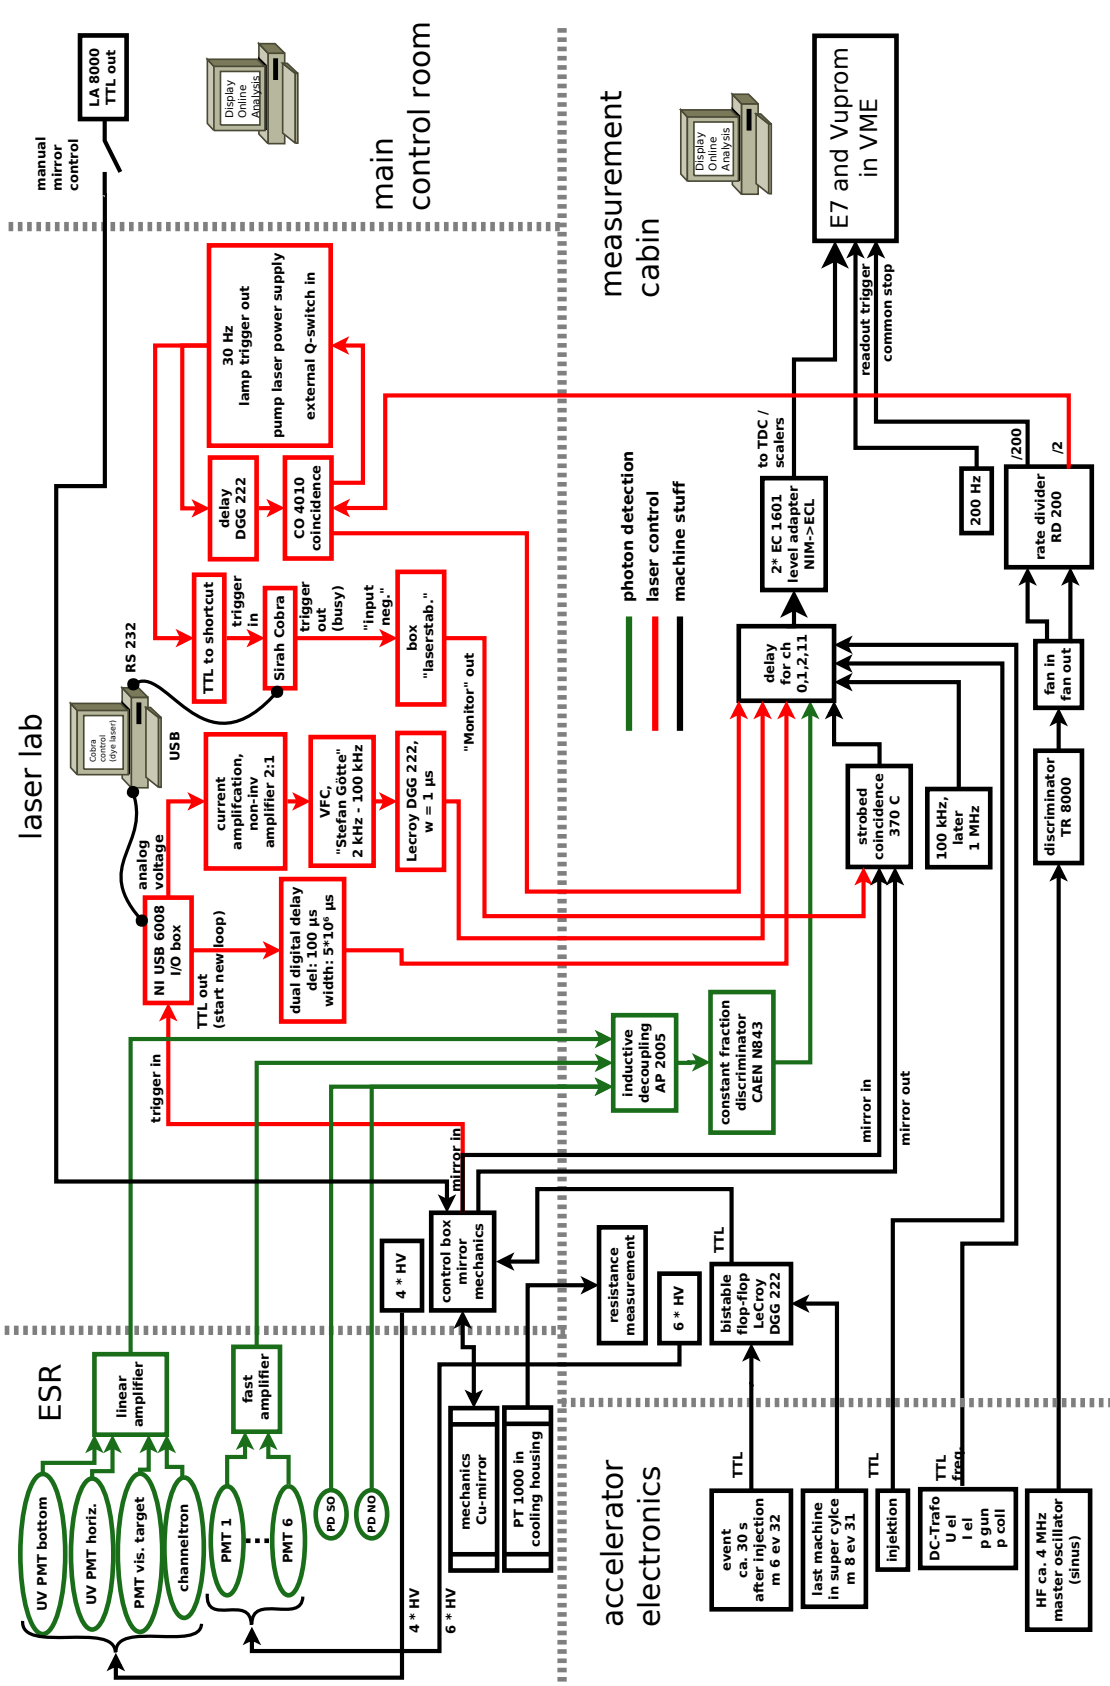 laser lab
LA 8000
TTL out
manual
mirror
control
Display
Online
Analysis
main
control room
30 Hz
lamp trigger out
pump laser power supply
external Q-switch in
delay
DGG 222
CO 4010
coincidence
TTL to shortcut
trigger
in
Sirah Cobra
trigger
out
(busy)
"input
neg."
box
"laserstab."
"Monitor" out
RS 232
Cobra
control
(dye laser)
USB
analog
voltage
current
amplifcation,
non-inv
amplifier 2:1
VFC,
"Stefan Götte"
2 kHz - 100 kHz
Lecroy DGG 222,
w = 1 µs
NI USB 6008
I/O box
TTL out
(start new loop)
dual digital delay
del: 100 µs
width: 5*10⁶ µs
trigger in
mirror in
4 * HV
control box
mirror
mechanics
ESR
linear
amplifier
fast
amplifier
UV PMT bottom
UV PMT horiz.
PMT vis. target
channeltron
PMT 1
PMT 6
PD SO
PD NO
mechanics
Cu-mirror
PT 1000 in
cooling housing
4 * HV
6 * HV
measurement
cabin
Display
Online
Analysis
E7 and Vuprom
in VME
readout trigger
common stop
to TDC /
scalers
/200
/2
200 Hz
rate divider
RD 200
photon detection
laser control
machine stuff
2* EC 1601
level adapter
NIM->ECL
delay
for ch
0,1,2,11
fan in
fan out
strobed
coincidence
370 C
100 kHz,
later
1 MHz
discriminator
TR 8000
inductive
decoupling
AP 2005
constant fraction
discriminator
CAEN N843
mirror in
mirror out
resistance
measurement
6 * HV
TTL
bistable
flop-flop
LeCroy
DGG 222
accelerator
electronics
TTL
TTL
TTL
freq.
event
ca. 30 s
after injection
m 6 ev 32
last machine
in super cylce
m 8 ev 31
injektion
DC-Trafo
U el
I el
p gun
p coll
HF ca. 4 MHz
master oscillator
(sinus)